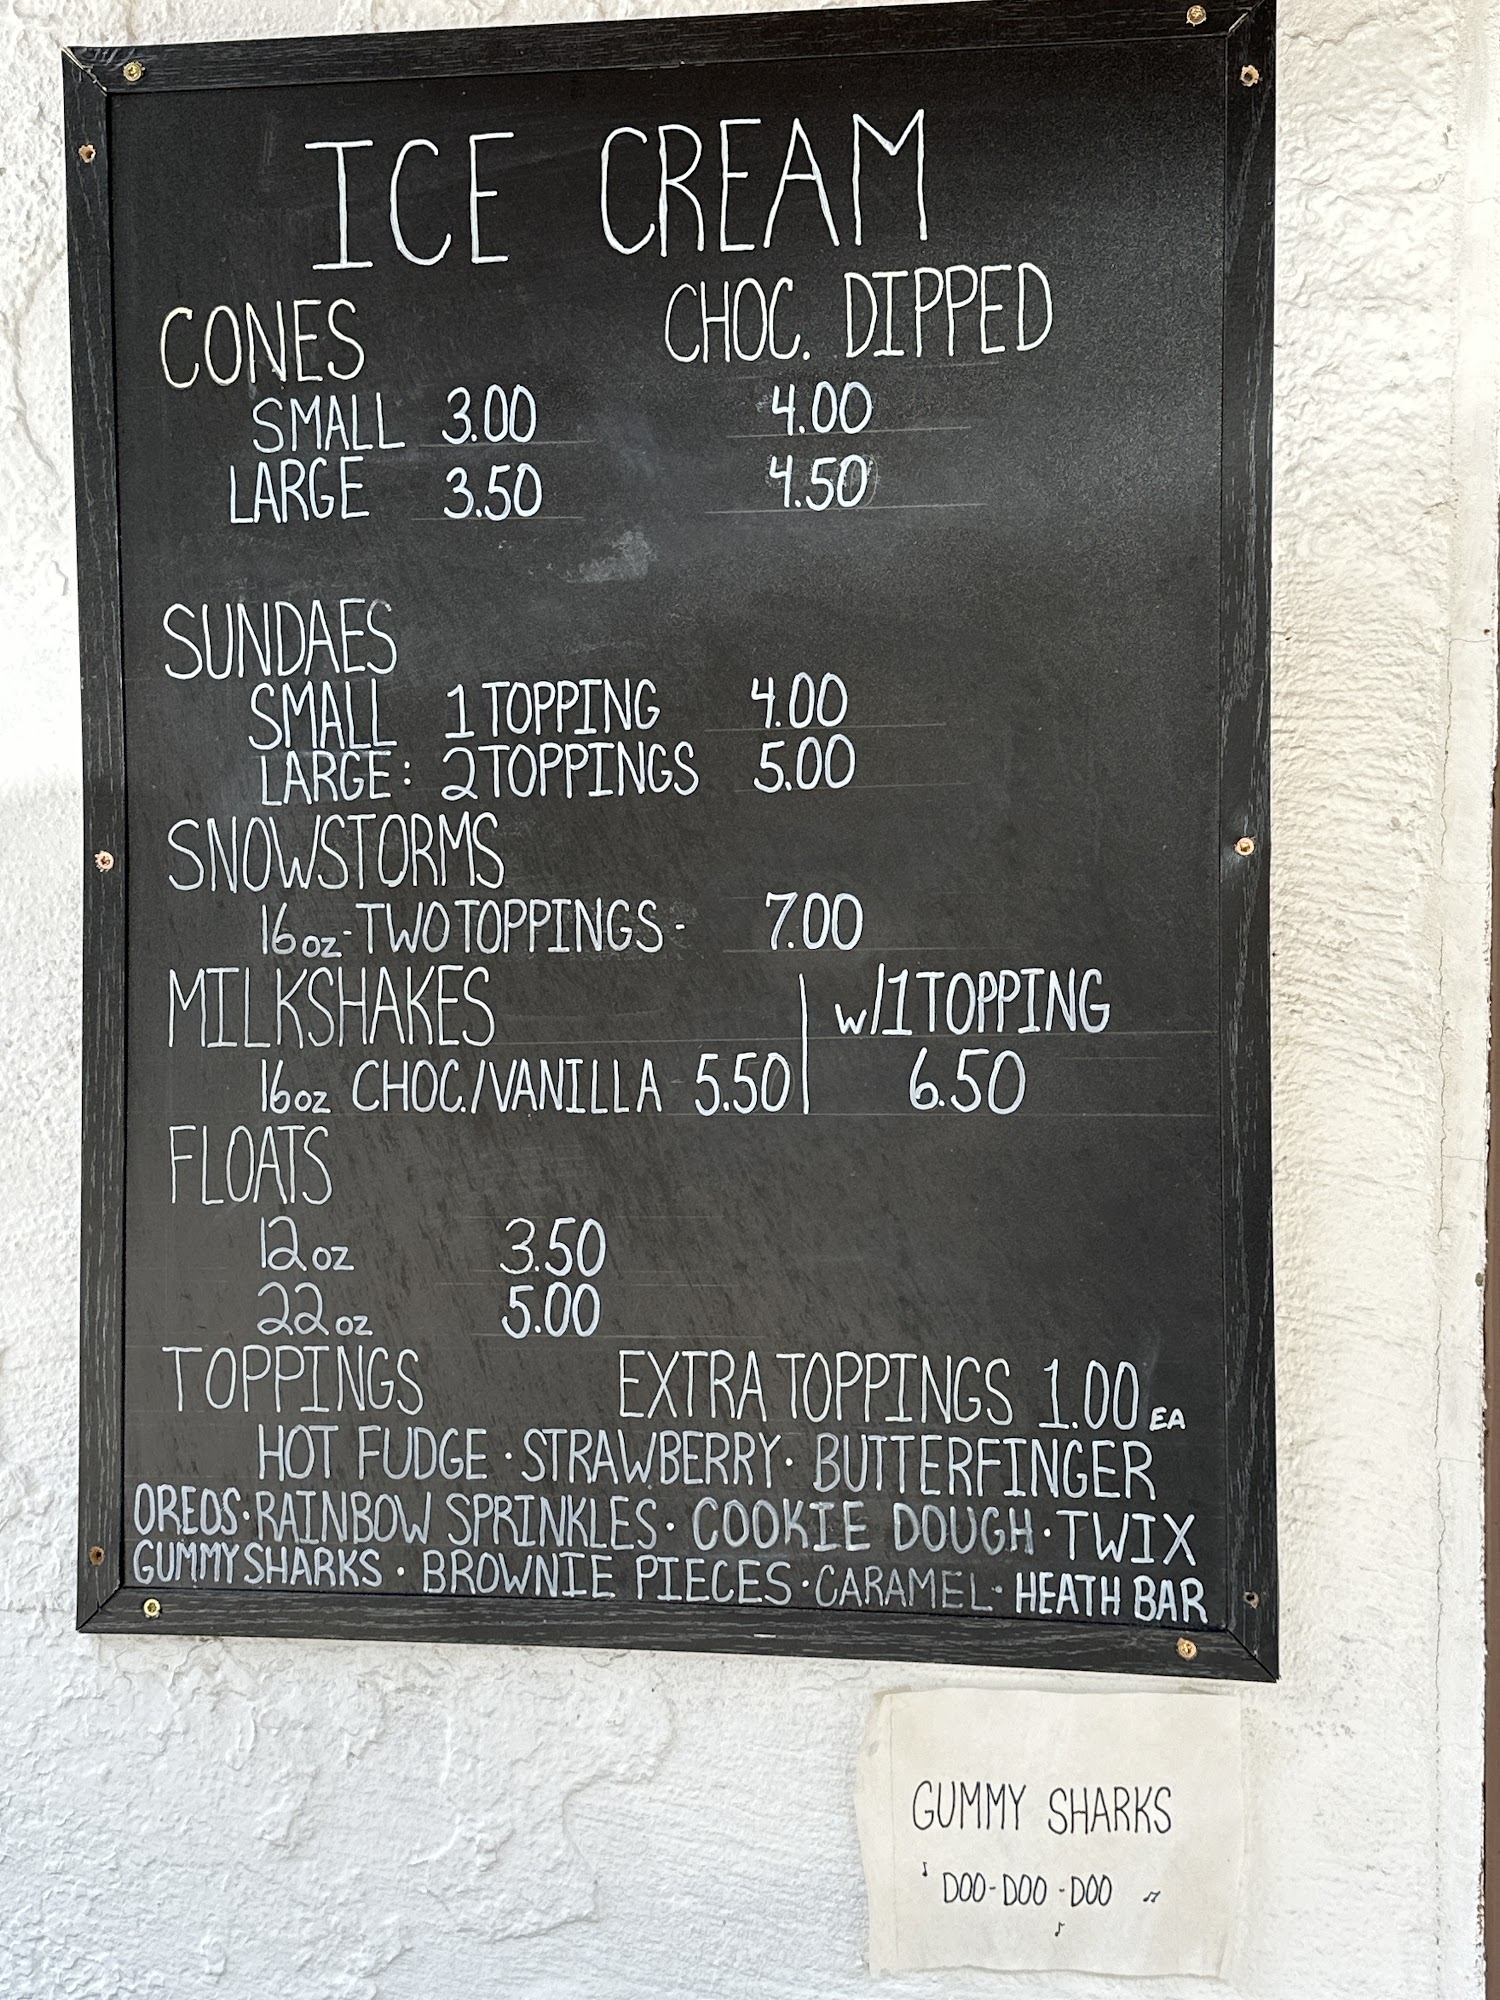 ICE CREAM
CONES CHOC. DIPPED
SMALL 3.00 4.00
LARGE 3.50 4.50
SUNDAES
SMALL 1 TOPPING 4.00
LARGE: 2 TOPPINGS 5.00
SNOWSTORMS
16oz - TWO TOPPINGS - 7.00
MILKSHAKES w/1 TOPPING
16oz CHOC./VANILLA 5.50 6.50
FLOATS
12oz 3.50
22oz 5.00
TOPPINGS EXTRA TOPPINGS 1.00 EA
HOT FUDGE · STRAWBERRY · BUTTERFINGER
OREOS · RAINBOW SPRINKLES · COOKIE DOUGH · TWIX
GUMMY SHARKS · BROWNIE PIECES · CARAMEL · HEATH BAR
GUMMY SHARKS
♪ DOO-DOO-DOO ♫
♪